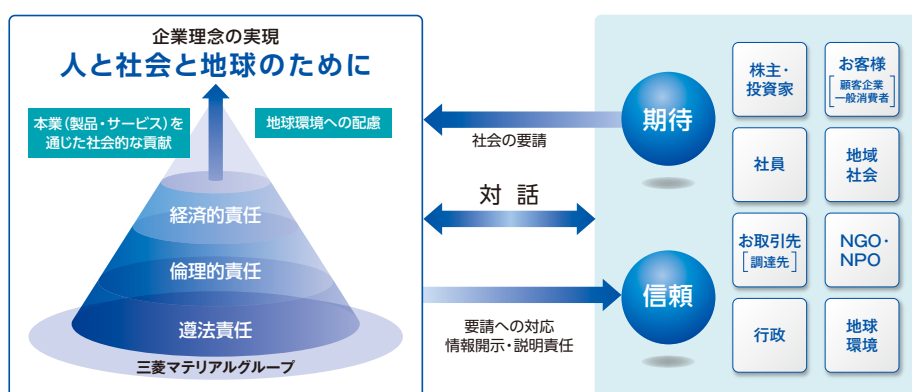 企業理念の実現
人と社会と地球のために
本業(製品・サービス)を
通じた社会的な貢献
地球環境への配慮
経済的責任
倫理的責任
遵法責任
三菱マテリアルグループ
社会の要請
対 話
要請への対応
情報開示・説明責任
期待
信頼
株主・
投資家
お客様
[顧客企業
一般消費者]
社員
地域
社会
お取引先
[調達先]
NGO・
NPO
行政
地球
環境